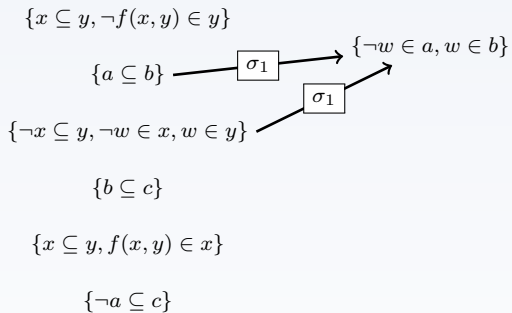 {x ⊆ y, ¬f(x, y) ∈ y}
{¬w ∈ a, w ∈ b}
{a ⊆ b}
σ₁
σ₁
{¬x ⊆ y, ¬w ∈ x, w ∈ y}
{b ⊆ c}
{x ⊆ y, f(x, y) ∈ x}
{¬a ⊆ c}